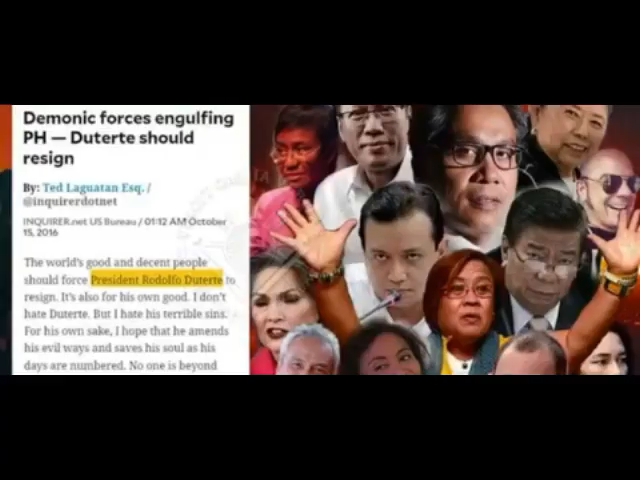 Demonic forces engulfing
PH — Duterte should
resign
By: Ted Laguatan Esq. /
@inquirerdotnet
INQUIRER.net US Bureau / 01:12 AM October
15, 2016
The world's good and decent people
should force President Rodolfo Duterte to
resign. It's also for his own good. I don't
hate Duterte. But I hate his terrible sins.
For his own sake, I hope that he amends
his evil ways and saves his soul as his
days are numbered. No one is beyond